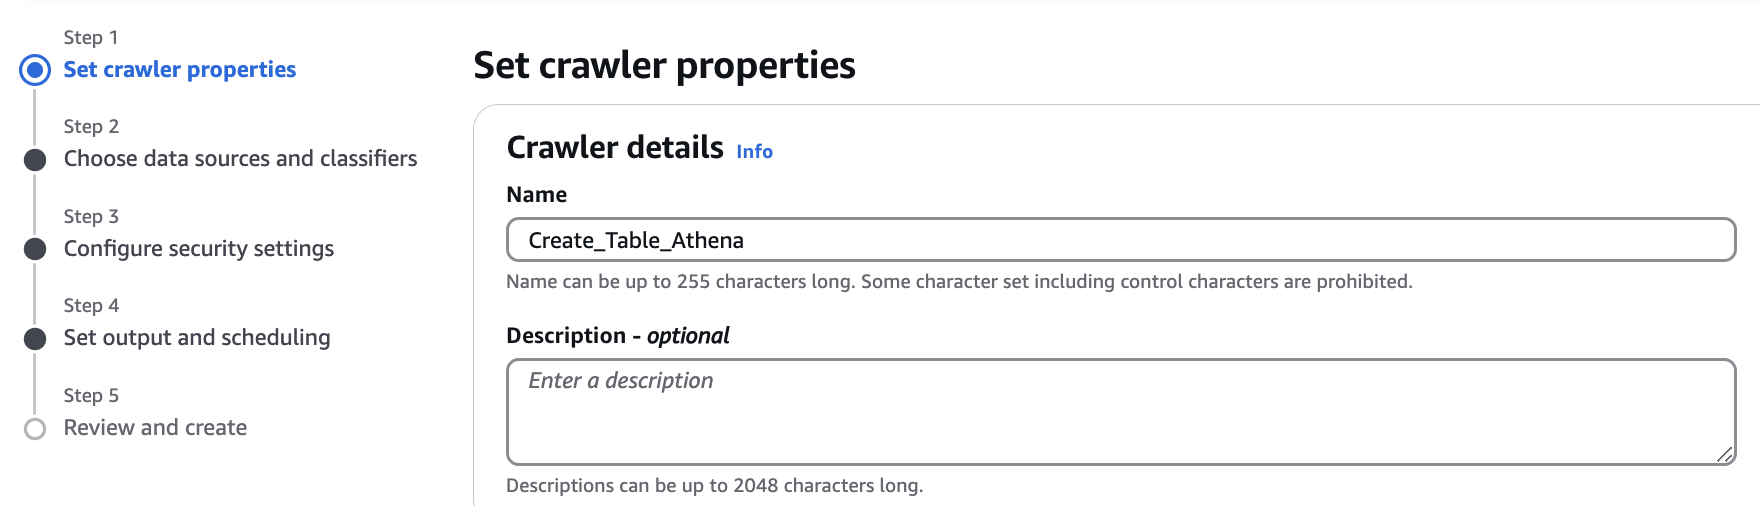 Step 1
Set crawler properties
Step 2
Choose data sources and classifiers
Step 3
Configure security settings
Step 4
Set output and scheduling
Step 5
Review and create
Set crawler properties
Crawler details Info
Name
Create_Table_Athena
Name can be up to 255 characters long. Some character set including control characters are prohibited.
Description - optional
Enter a description
Descriptions can be up to 2048 characters long.